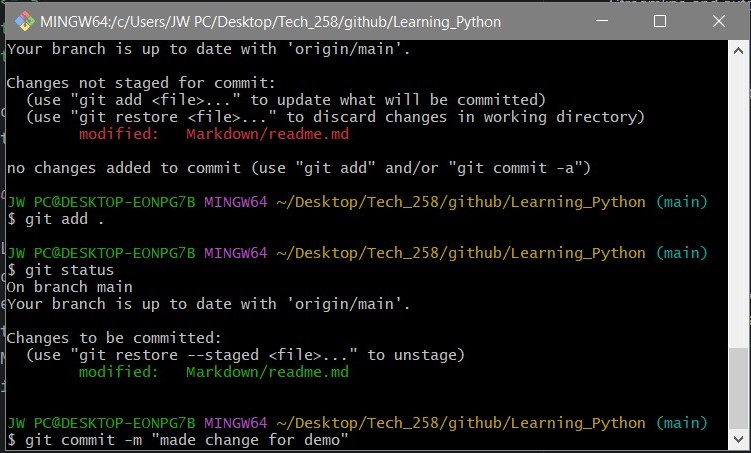 MINGW64:/c/Users/JW PC/Desktop/Tech_258/github/Learning_Python
Your branch is up to date with 'origin/main'.
Changes not staged for commit:
(use "git add <file>..." to update what will be committed)
(use "git restore <file>..." to discard changes in working directory)
modified: Markdown/readme.md
no changes added to commit (use "git add" and/or "git commit -a")
JW PC@DESKTOP-EONPG7B MINGW64 ~/Desktop/Tech_258/github/Learning_Python (main)
$ git add .
JW PC@DESKTOP-EONPG7B MINGW64 ~/Desktop/Tech_258/github/Learning_Python (main)
$ git status
On branch main
Your branch is up to date with 'origin/main'.
Changes to be committed:
(use "git restore --staged <file>..." to unstage)
modified: Markdown/readme.md
JW PC@DESKTOP-EONPG7B MINGW64 ~/Desktop/Tech_258/github/Learning_Python (main)
$ git commit -m "made change for demo"